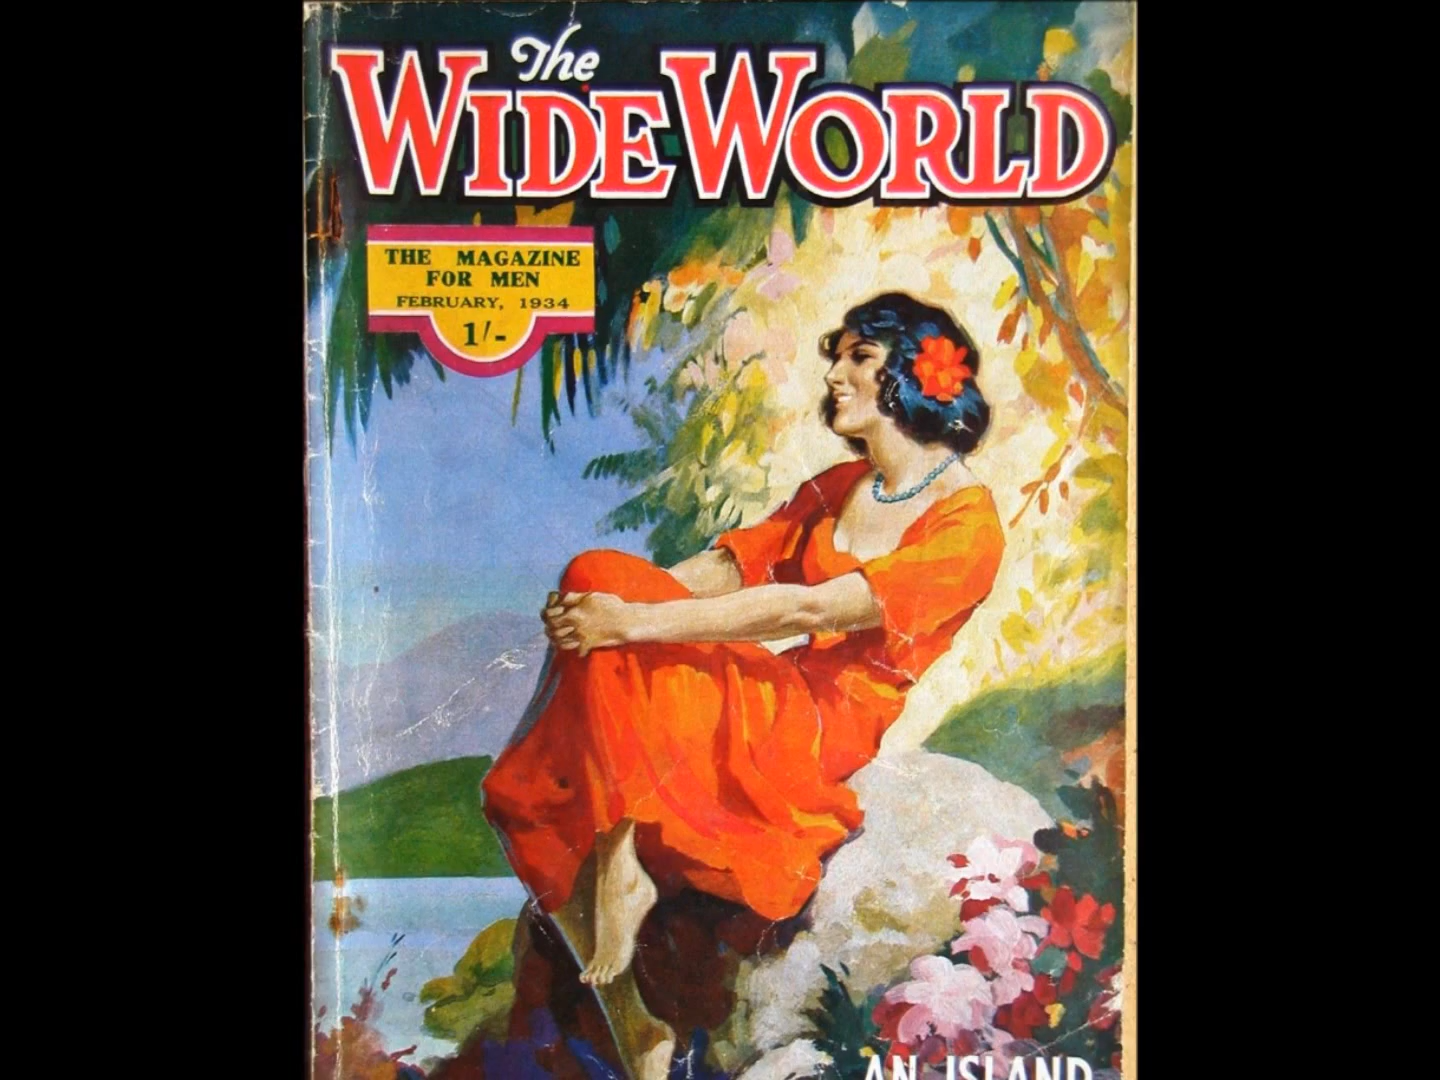 The
WIDE WORLD
THE MAGAZINE
FOR MEN
FEBRUARY, 1934
1/-
AN ISLAND